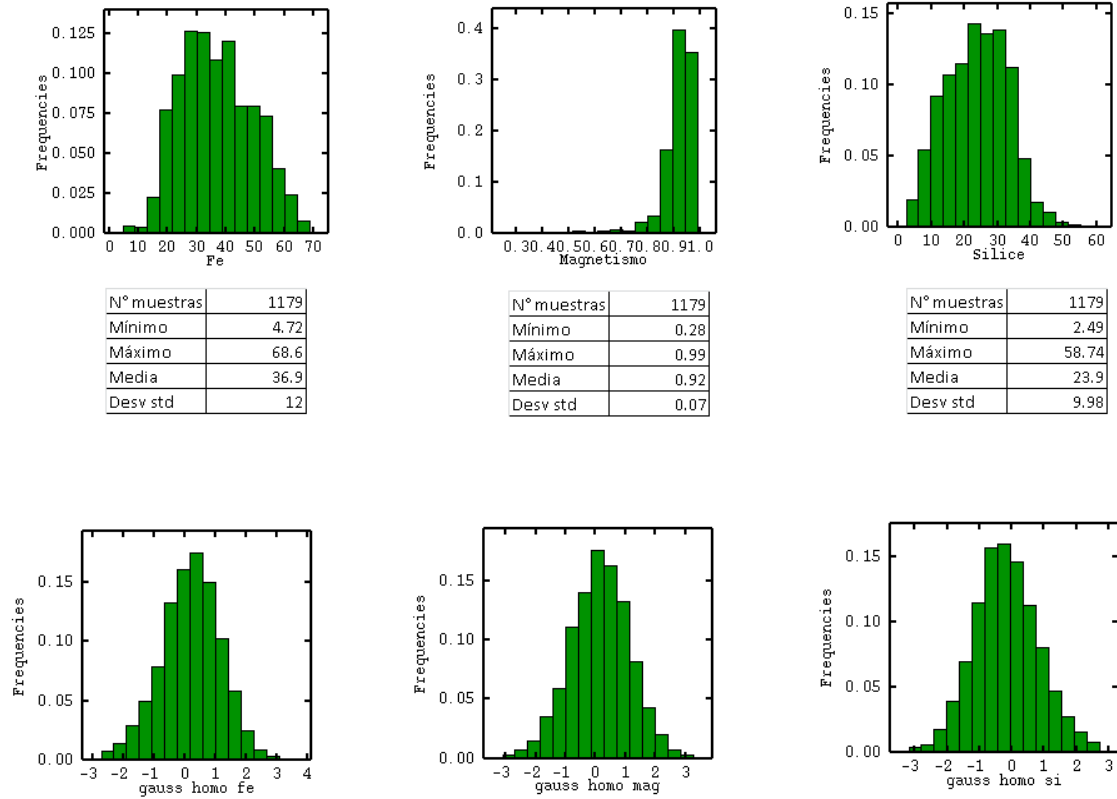 0.125
0.100
0.075
0.050
0.025
0.000
Frequencies
0 10 20 30 40 50 60 70
Fe
0.4
0.3
0.2
0.1
0.0
Frequencies
0.30.40.50.60.70.80.91.0
Magnetismo
0.15
0.10
0.05
0.00
Frequencies
0 10 20 30 40 50 60
Silice
N° muestras 1179
Mínimo 4.72
Máximo 68.6
Media 36.9
Desv std 12
N° muestras 1179
Mínimo 0.28
Máximo 0.99
Media 0.92
Desv std 0.07
N° muestras 1179
Mínimo 2.49
Máximo 58.74
Media 23.9
Desv std 9.98
0.15
0.10
0.05
0.00
Frequencies
-3 -2 -1 0 1 2 3 4
gauss homo fe
0.15
0.10
0.05
0.00
Frequencies
-3 -2 -1 0 1 2 3
gauss homo mag
0.15
0.10
0.05
0.00
Frequencies
-3 -2 -1 0 1 2 3
gauss homo si